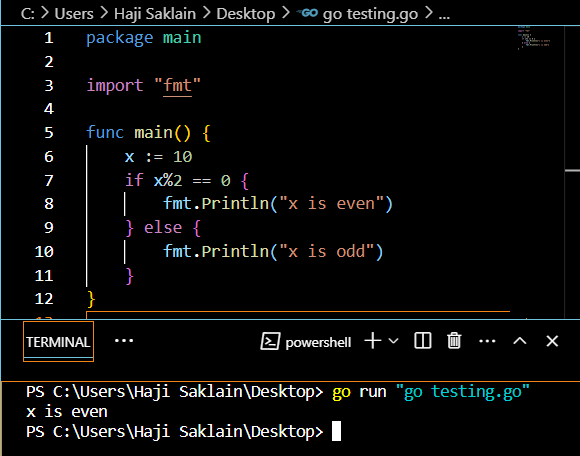 C: > Users > Haji Saklain > Desktop > GO go testing.go > ...
1 package main
2
3 import "fmt"
4
5 func main() {
6     x := 10
7     if x%2 == 0 {
8         fmt.Println("x is even")
9     } else {
10         fmt.Println("x is odd")
11     }
12 }
TERMINAL ... powershell
PS C:\Users\Haji Saklain\Desktop> go run "go testing.go"
x is even
PS C:\Users\Haji Saklain\Desktop>